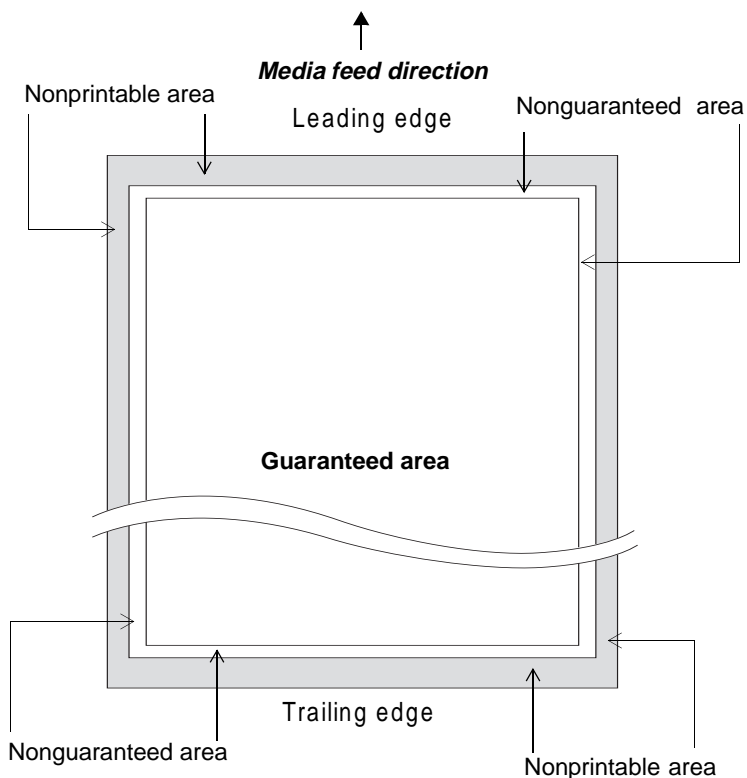 Media feed direction
Nonprintable area
Leading edge
Nonguaranteed area
Guaranteed area
Trailing edge
Nonguaranteed area
Nonprintable area